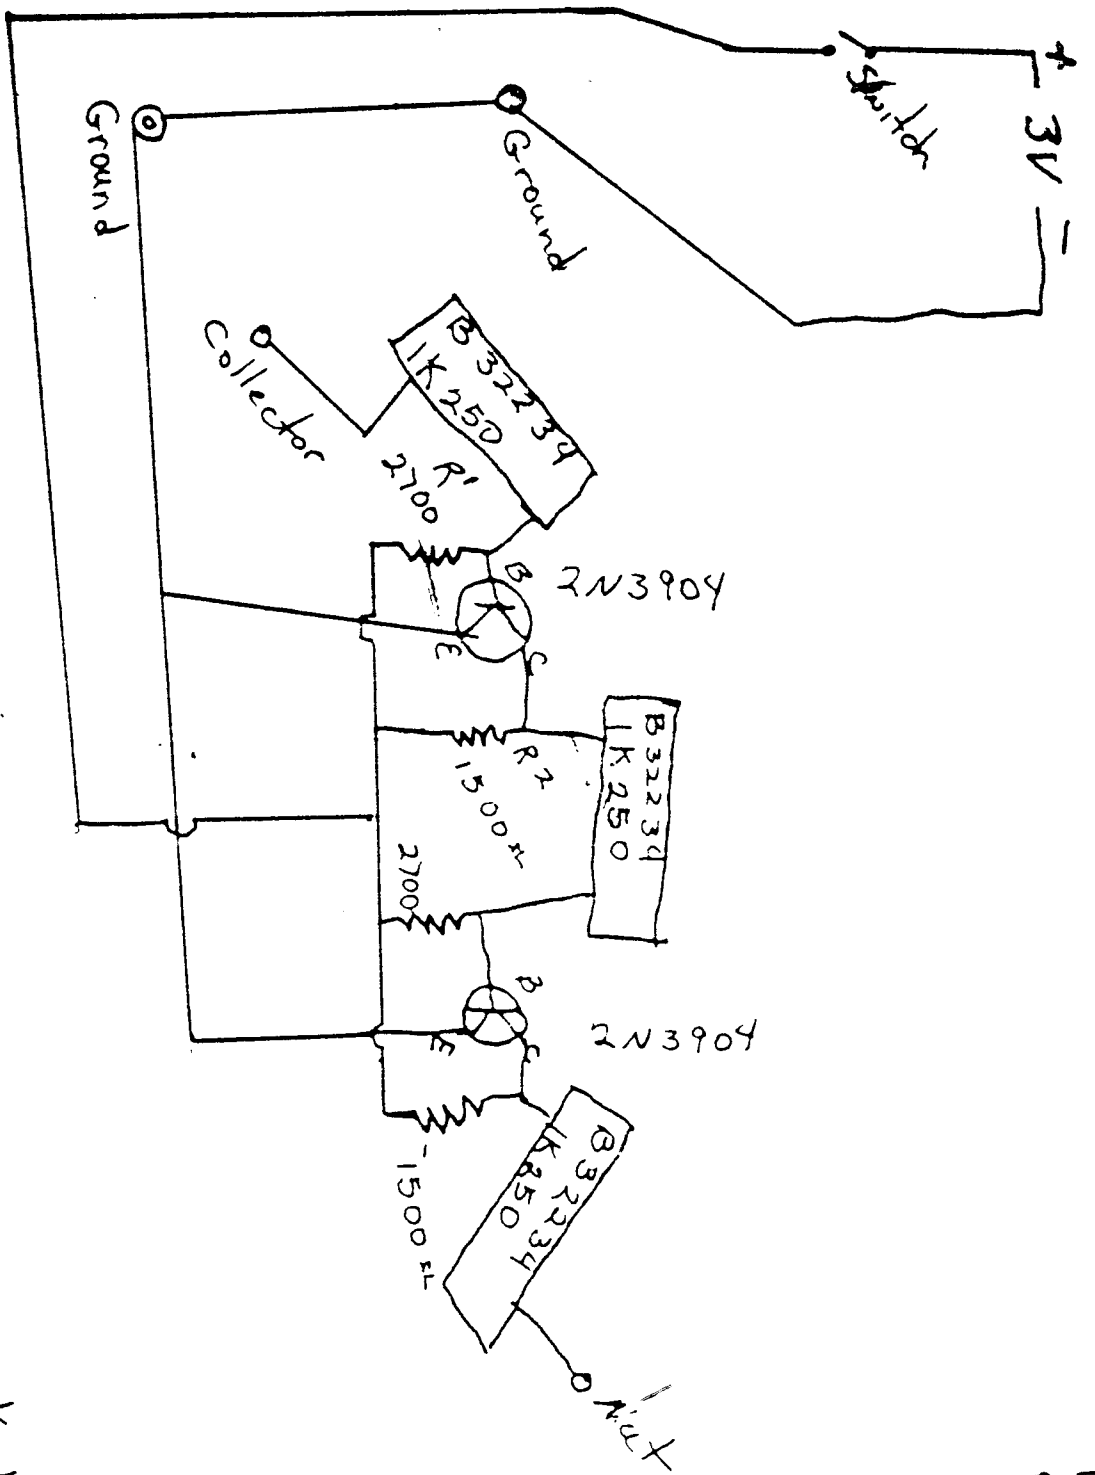 + 3V -
Switch
Ground
Ground
Collector
B32234
1K250
R1
2700
B
E
C
2N3904
R2
1500Ω
B32234
1K250
2700
B
E
C
2N3904
1500Ω
B32234
1K250